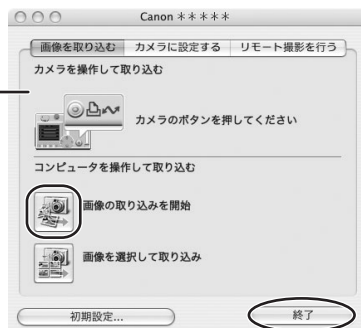 Canon ＊＊＊＊＊
画像を取り込む カメラに設定する リモート撮影を行う
カメラを操作して取り込む
カメラのボタンを押してください
コンピュータを操作して取り込む
画像の取り込みを開始
画像を選択して取り込み
初期設定... 終了